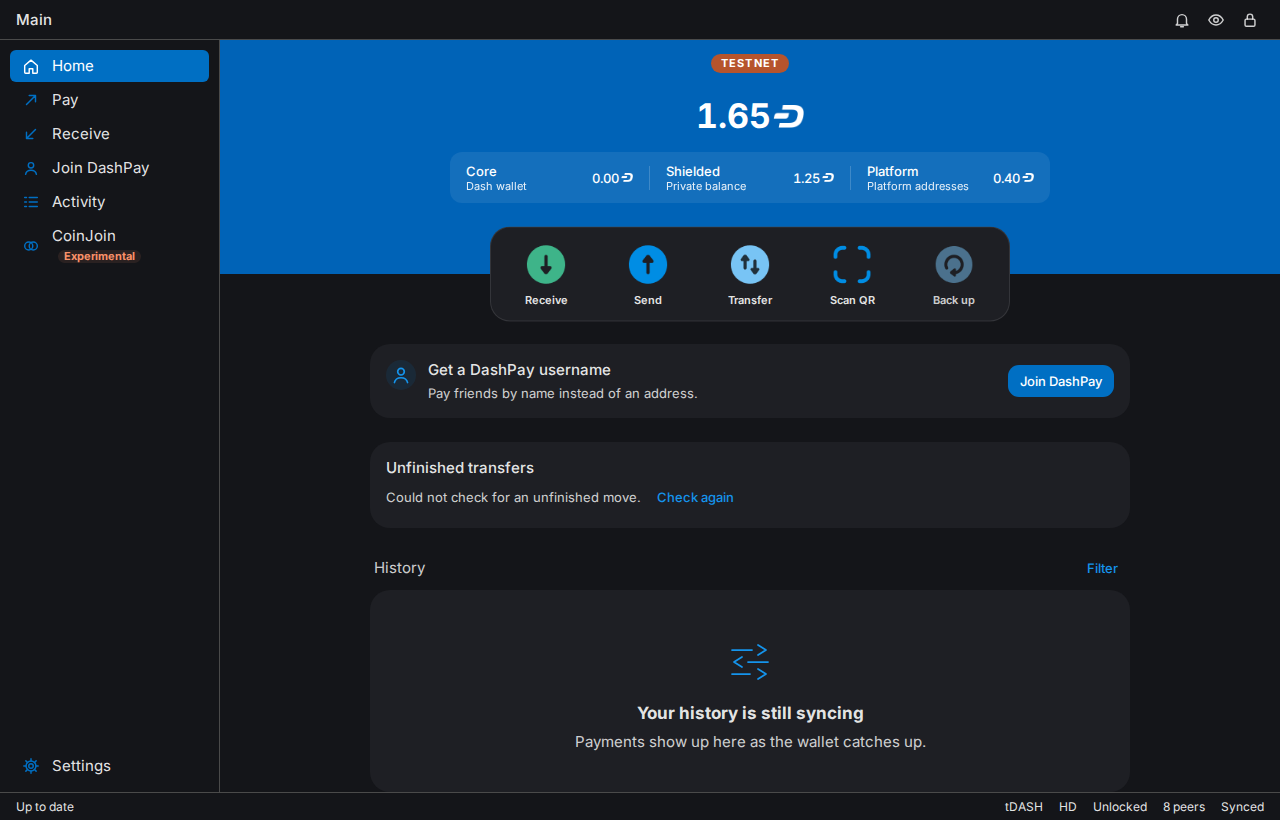 Main
Home
Pay
Receive
Join DashPay
Activity
CoinJoin
Experimental
Settings
TESTNET
1.65
Core
Dash wallet
0.00
Shielded
Private balance
1.25
Platform
Platform addresses
0.40
Receive
Send
Transfer
Scan QR
Back up
Get a DashPay username
Pay friends by name instead of an address.
Join DashPay
Unfinished transfers
Could not check for an unfinished move. Check again
History
Filter
Your history is still syncing
Payments show up here as the wallet catches up.
Up to date
tDASH HD Unlocked 8 peers Synced